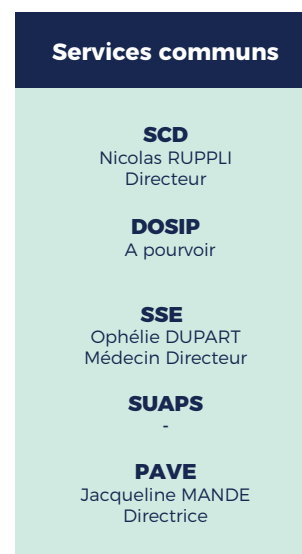 Services communs
SCD
Nicolas RUPPLI
Directeur
DOSIP
A pourvoir
SSE
Ophélie DUPART
Médecin Directeur
SUAPS
-
PAVE
Jacqueline MANDE
Directrice